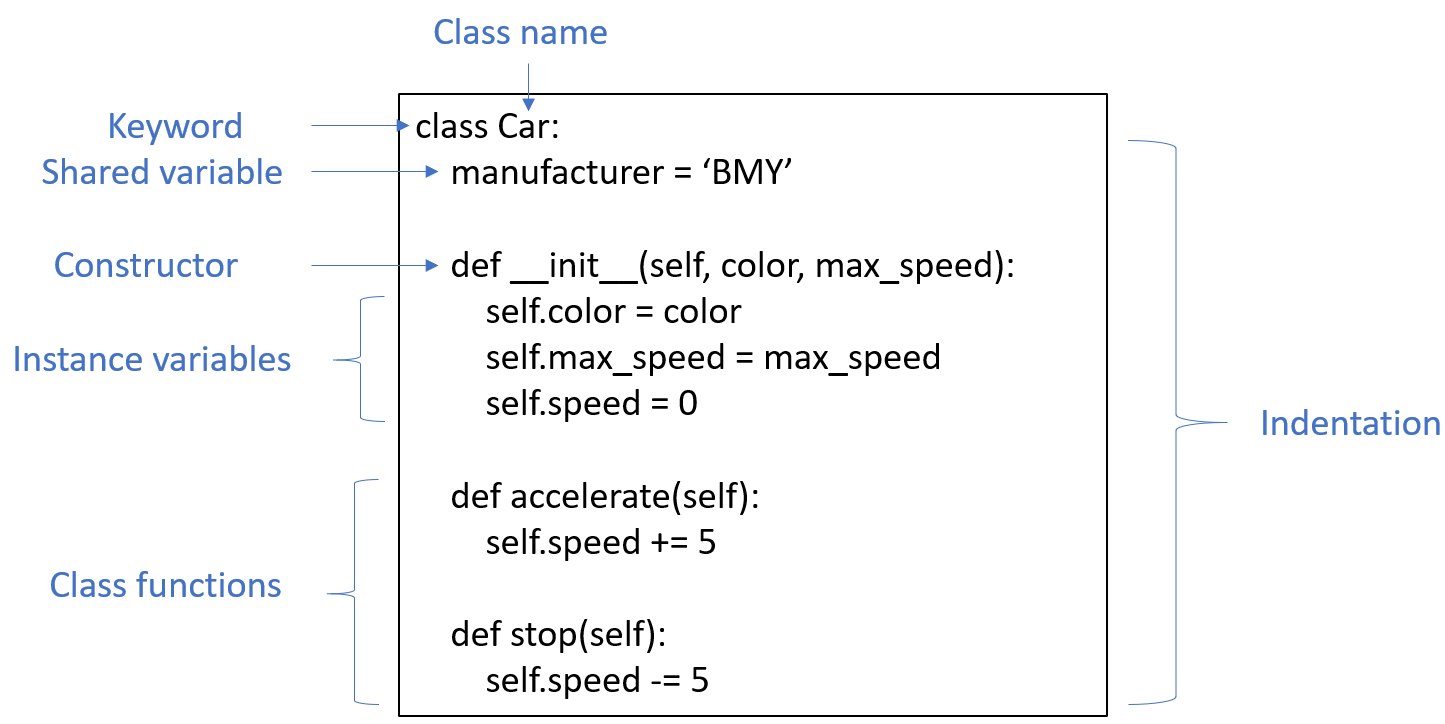 Class name
Keyword
class Car:
Shared variable
manufacturer = ‘BMY’
Constructor
def __init__(self, color, max_speed):
self.color = color
Instance variables
self.max_speed = max_speed
self.speed = 0
Indentation
def accelerate(self):
self.speed += 5
Class functions
def stop(self):
self.speed -= 5